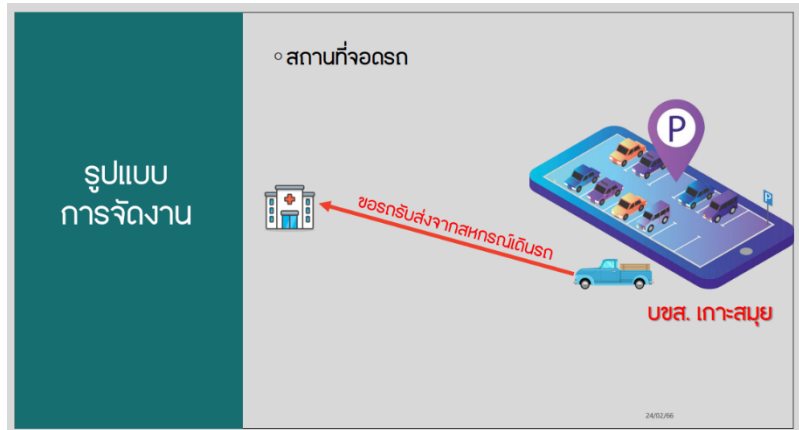 รูปแบบ
การจัดงาน
◦ สถานที่จอดรถ
P
P
ขอรถรับส่งจากสหกรณ์เดินรถ
บขส. เกาะสมุย
24/02/66